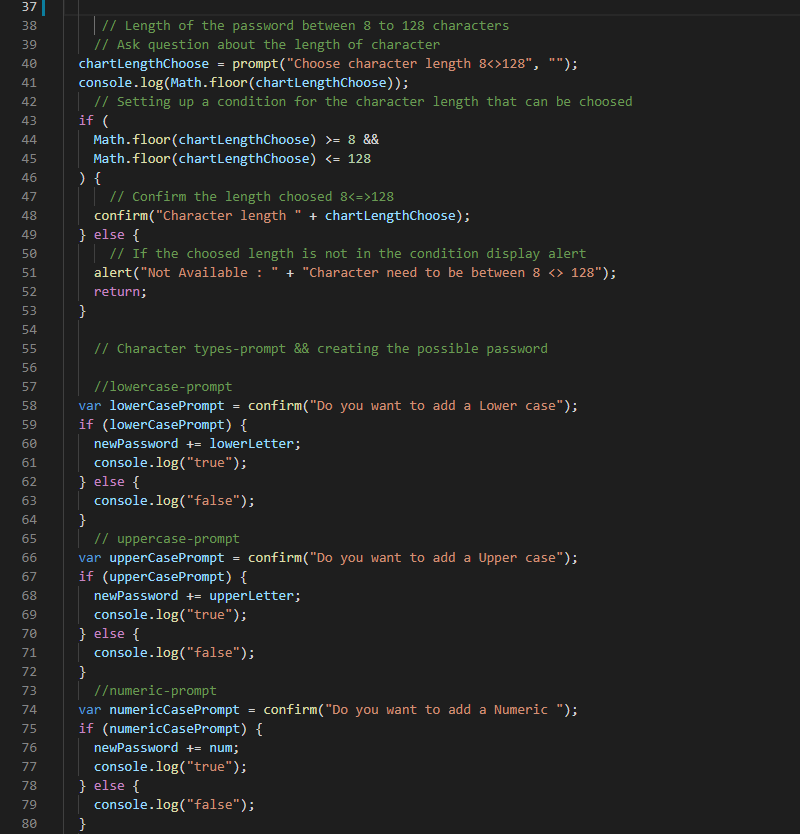 37
38 // Length of the password between 8 to 128 characters
39 // Ask question about the length of character
40 chartLengthChoose = prompt("Choose character length 8<>128", "");
41 console.log(Math.floor(chartLengthChoose));
42 // Setting up a condition for the character length that can be choosed
43 if (
44 Math.floor(chartLengthChoose) >= 8 &&
45 Math.floor(chartLengthChoose) <= 128
46 ) {
47 // Confirm the length choosed 8<=>128
48 confirm("Character length " + chartLengthChoose);
49 } else {
50 // If the choosed length is not in the condition display alert
51 alert("Not Available : " + "Character need to be between 8 <> 128");
52 return;
53 }
54
55 // Character types-prompt && creating the possible password
56
57 //lowercase-prompt
58 var lowerCasePrompt = confirm("Do you want to add a Lower case");
59 if (lowerCasePrompt) {
60 newPassword += lowerLetter;
61 console.log("true");
62 } else {
63 console.log("false");
64 }
65 // uppercase-prompt
66 var upperCasePrompt = confirm("Do you want to add a Upper case");
67 if (upperCasePrompt) {
68 newPassword += upperLetter;
69 console.log("true");
70 } else {
71 console.log("false");
72 }
73 //numeric-prompt
74 var numericCasePrompt = confirm("Do you want to add a Numeric ");
75 if (numericCasePrompt) {
76 newPassword += num;
77 console.log("true");
78 } else {
79 console.log("false");
80 }